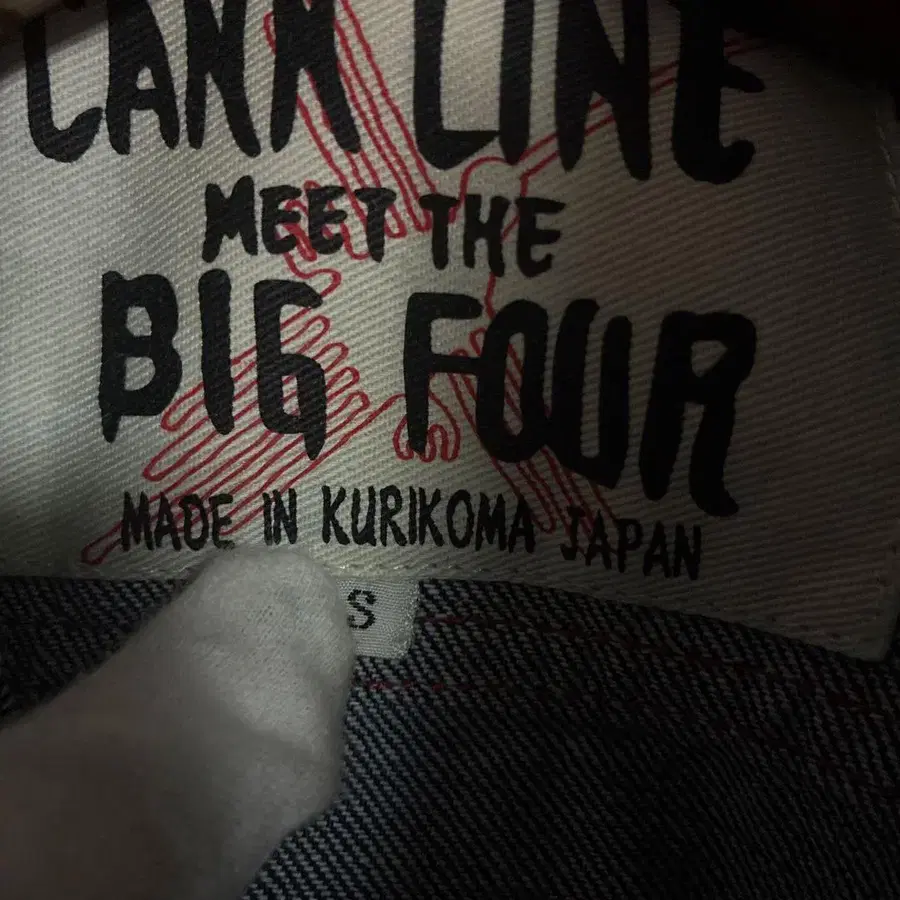 LINE
MEET THE
BIG FOUR
MADE IN KURIKOMA JAPAN
S